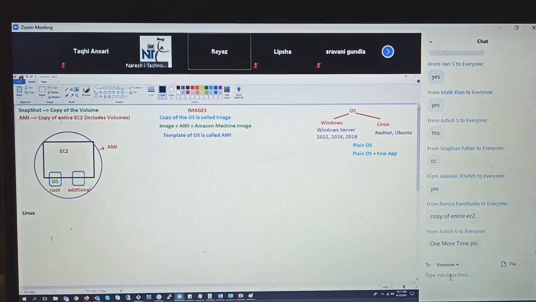 Zoom Meeting
Taqhi Ansari
Naresh i Techno...
Reyaz
Lipsha
sravani gundla
SnapShot --> Copy of the Volume
AMI --> Copy of entire EC2 (includes Volumes)
EC2
AMI
OS
root
additional
Linux
IMAGES
Copy of the OS is called Image
Image = AMI = Amazon Machine Image
Template of OS is called AMI
OS
Windows
Linux
Windows Server
2012, 2016, 2019
RedHat, Ubuntu
Plain OS
Plain OS + Few App
Chat
From Hari S to Everyone:
yes
From Malik khan to Everyone:
yes
From Ashok S to Everyone:
Yes
From Sirajkhan Pattan to Everyone:
cc
From ABAKAR YOUNIS to Everyone:
yes
From Ramya Pandikunta to Everyone:
copy of entire ec2
From Ashok S to Everyone:
One More Time pls
To: Everyone
File
Type message here...